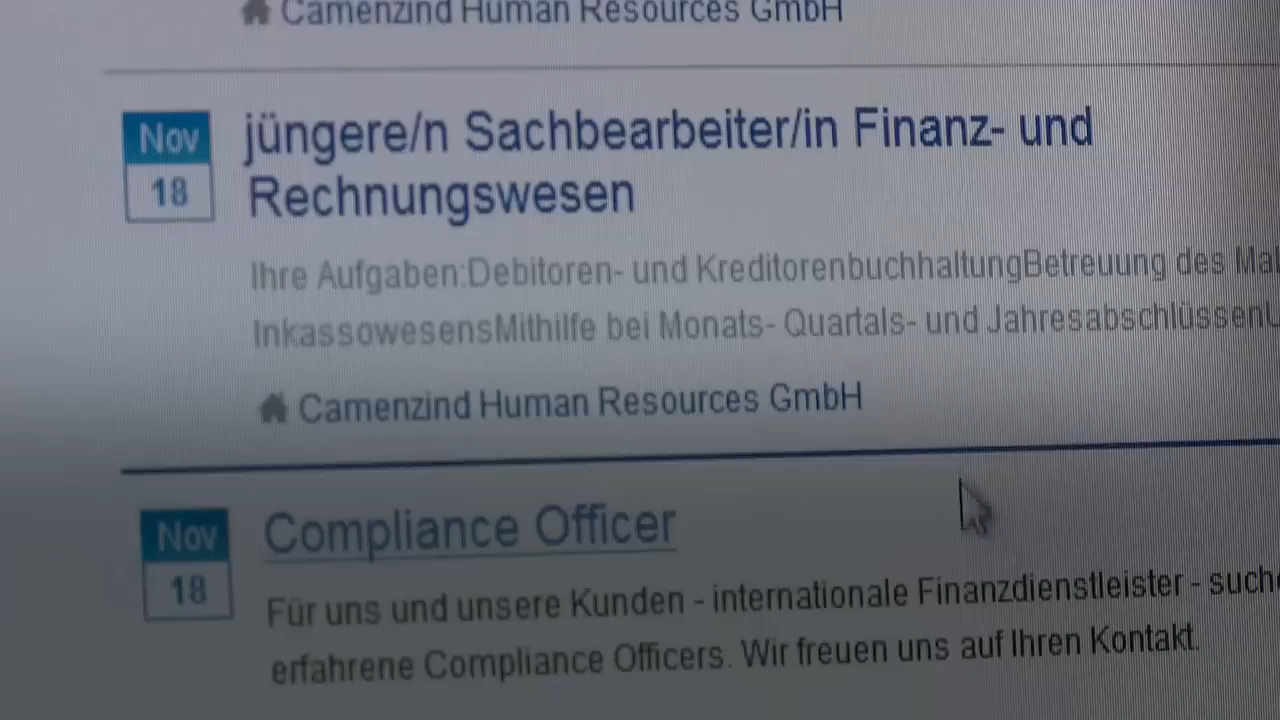 Camenzind Human Resources GmbH
Nov
18
jüngere/n Sachbearbeiter/in Finanz- und
Rechnungswesen
Ihre Aufgaben:Debitoren- und KreditorenbuchhaltungBetreuung des
InkassowesensMithilfe bei Monats- Quartals- und Jahresabschlüssen
Camenzind Human Resources GmbH
Nov
18
Compliance Officer
Für uns und unsere Kunden - internationale Finanzdienstleister -
erfahrene Compliance Officers. Wir freuen uns auf Ihren Kontakt.